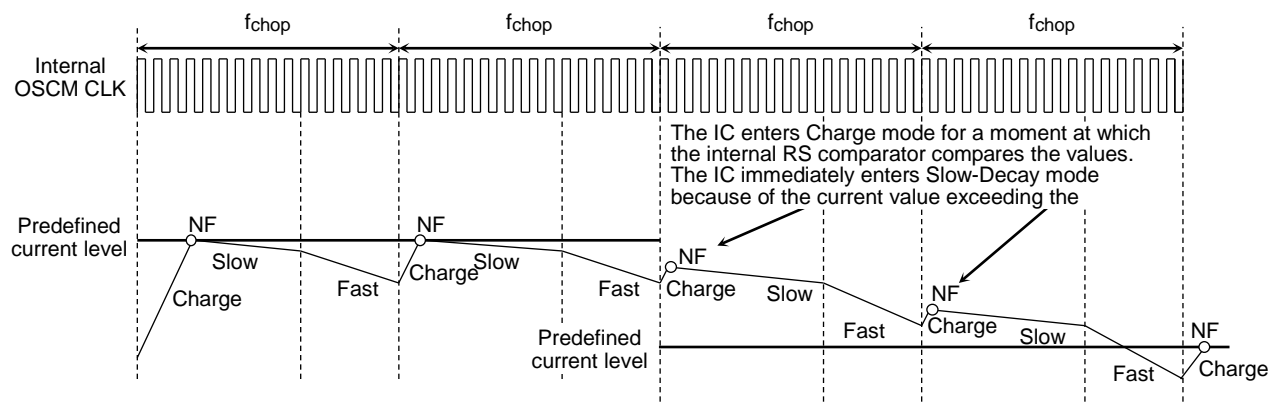 fchop fchop fchop fchop
Internal
OSCM CLK
The IC enters Charge mode for a moment at which
the internal RS comparator compares the values.
The IC immediately enters Slow-Decay mode
because of the current value exceeding the
Predefined
current level
NF
Slow
Charge
Fast
NF
Charge
Slow
Fast
NF
Charge
Slow
Fast
NF
Charge
Slow
Fast
NF
Charge
Predefined
current level